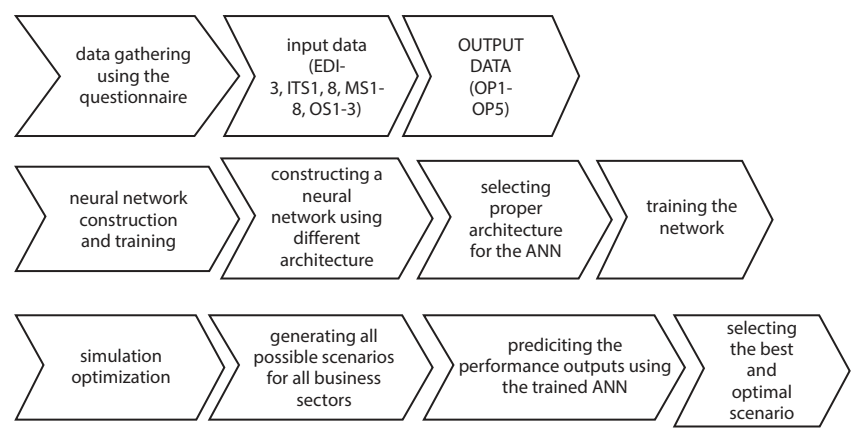 data gathering
using the
questionnaire
input data
(EDI-
3, ITS1, 8, MS1-
8, OS1-3)
OUTPUT
DATA
(OP1-
OP5)
neural network
construction
and training
constructing a
neural
network using
different
architecture
selecting
proper
architecture
for the ANN
training the
network
simulation
optimization
generating all
possible scenarios
for all business
sectors
prediciting the
performance outputs using
the trained ANN
selecting
the best
and
optimal
scenario